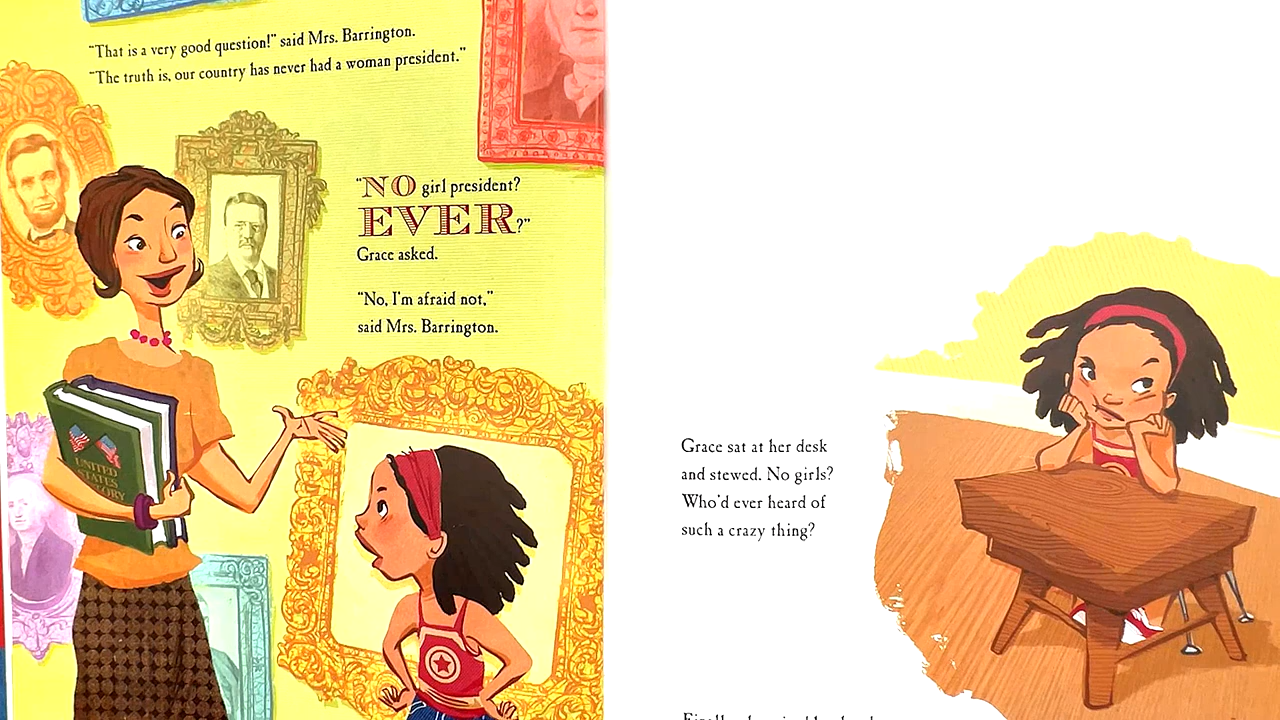 “That is a very good question!” said Mrs. Barrington.
“The truth is, our country has never had a woman president.”
“NO girl president?
EVER?”
Grace asked.
“No, I'm afraid not,”
said Mrs. Barrington.
UNITED
STATES
Grace sat at her desk
and stewed. No girls?
Who'd ever heard of
such a crazy thing?